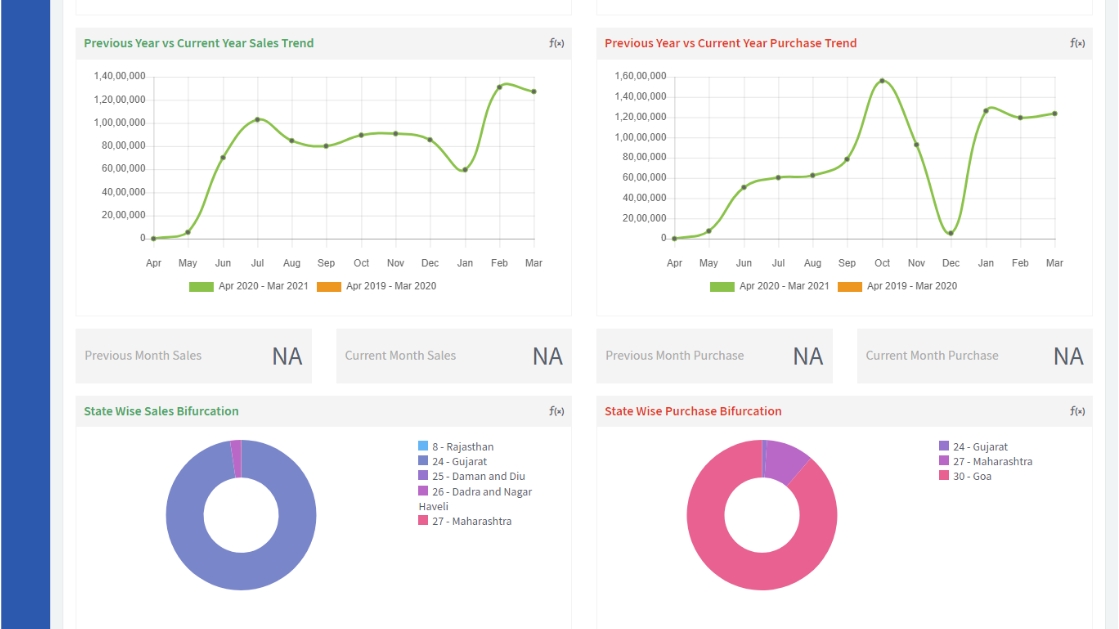 Previous Year vs Current Year Sales Trend
f(x)
1,40,00,000
1,20,00,000
1,00,00,000
80,00,000
60,00,000
40,00,000
20,00,000
0
Apr May Jun Jul Aug Sep Oct Nov Dec Jan Feb Mar
Apr 2020 - Mar 2021 Apr 2019 - Mar 2020
Previous Year vs Current Year Purchase Trend
f(x)
1,60,00,000
1,40,00,000
1,20,00,000
1,00,00,000
80,00,000
60,00,000
40,00,000
20,00,000
0
Apr May Jun Jul Aug Sep Oct Nov Dec Jan Feb Mar
Apr 2020 - Mar 2021 Apr 2019 - Mar 2020
Previous Month Sales NA
Current Month Sales NA
Previous Month Purchase NA
Current Month Purchase NA
State Wise Sales Bifurcation
f(x)
8 - Rajasthan
24 - Gujarat
25 - Daman and Diu
26 - Dadra and Nagar
Haveli
27 - Maharashtra
State Wise Purchase Bifurcation
f(x)
24 - Gujarat
27 - Maharashtra
30 - Goa